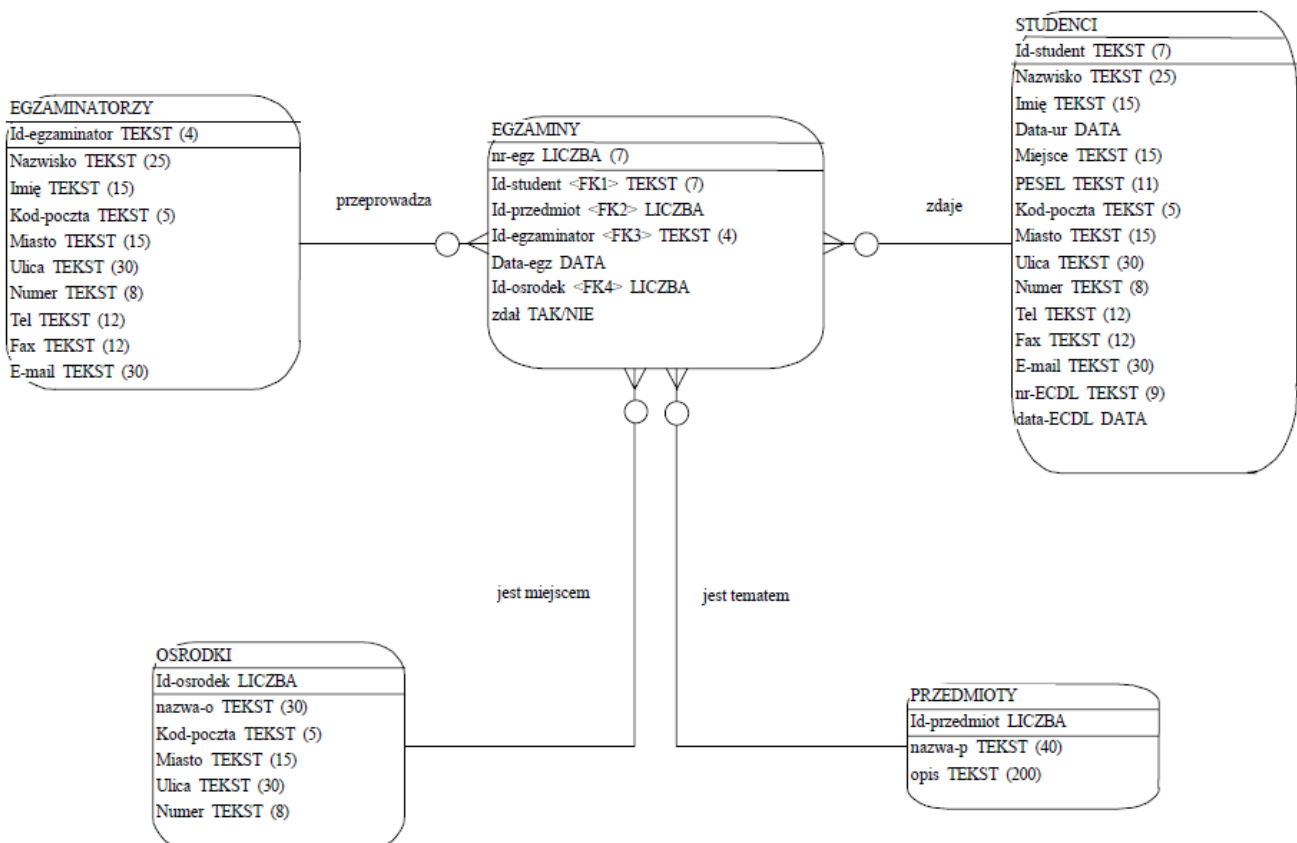 STUDENCI
Id-student TEKST (7)
Nazwisko TEKST (25)
Imię TEKST (15)
Data-ur DATA
Miejsce TEKST (15)
PESEL TEKST (11)
Kod-poczta TEKST (5)
Miasto TEKST (15)
Ulica TEKST (30)
Numer TEKST (8)
Tel TEKST (12)
Fax TEKST (12)
E-mail TEKST (30)
nr-ECDL TEKST (9)
data-ECDL DATA
EGZAMINATORZY
Id-egzaminator TEKST (4)
Nazwisko TEKST (25)
Imię TEKST (15)
Kod-poczta TEKST (5)
Miasto TEKST (15)
Ulica TEKST (30)
Numer TEKST (8)
Tel TEKST (12)
Fax TEKST (12)
E-mail TEKST (30)
przeprowadza
EGZAMINY
nr-egz LICZBA (7)
Id-student <FK1> TEKST (7)
Id-przedmiot <FK2> LICZBA
Id-egzaminator <FK3> TEKST (4)
Data-egz DATA
Id-osrodek <FK4> LICZBA
zdał TAK/NIE
zdaje
jest miejscem
jest tematem
OSRODKI
Id-osrodek LICZBA
nazwa-o TEKST (30)
Kod-poczta TEKST (5)
Miasto TEKST (15)
Ulica TEKST (30)
Numer TEKST (8)
PRZEDMIOTY
Id-przedmiot LICZBA
nazwa-p TEKST (40)
opis TEKST (200)